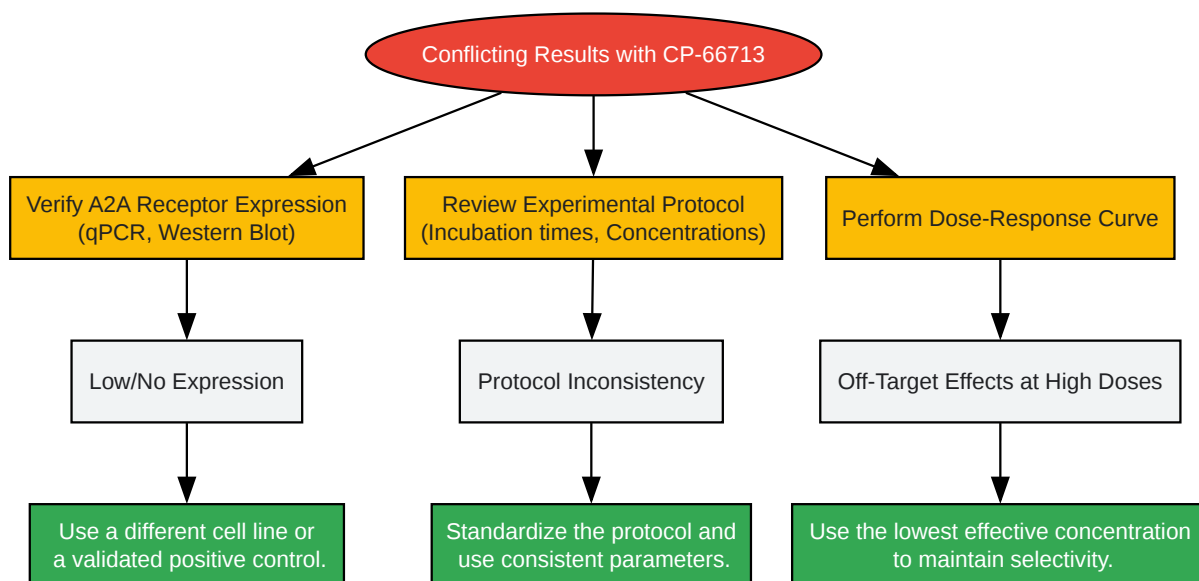 Conflicting Results with CP-66713
Verify A2A Receptor Expression
(qPCR, Western Blot)
Review Experimental Protocol
(Incubation times, Concentrations)
Perform Dose-Response Curve
Low/No Expression
Protocol Inconsistency
Off-Target Effects at High Doses
Use a different cell line or
a validated positive control.
Standardize the protocol and
use consistent parameters.
Use the lowest effective concentration
to maintain selectivity.